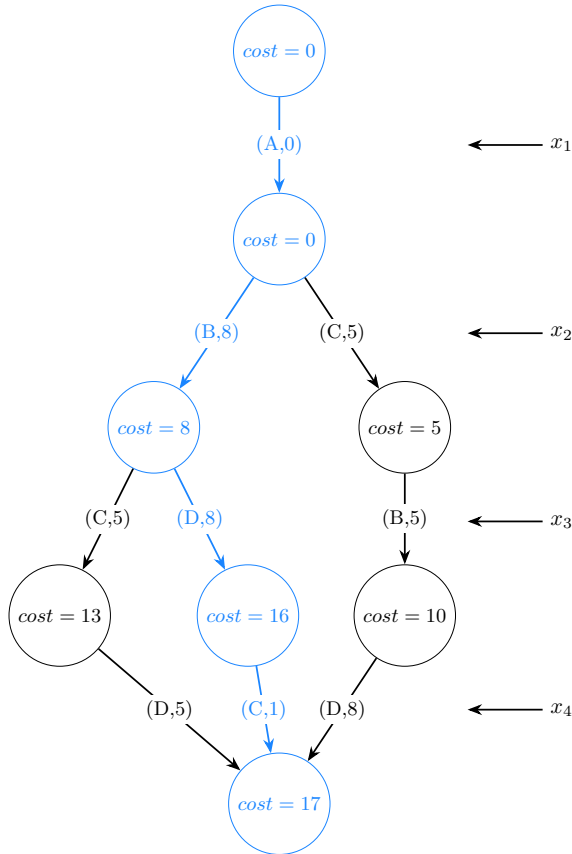 cost = 0
(A,0)
x₁
cost = 0
(B,8)
(C,5)
x₂
cost = 8
cost = 5
(C,5)
(D,8)
(B,5)
x₃
cost = 13
cost = 16
cost = 10
(D,5)
(C,1)
(D,8)
x₄
cost = 17